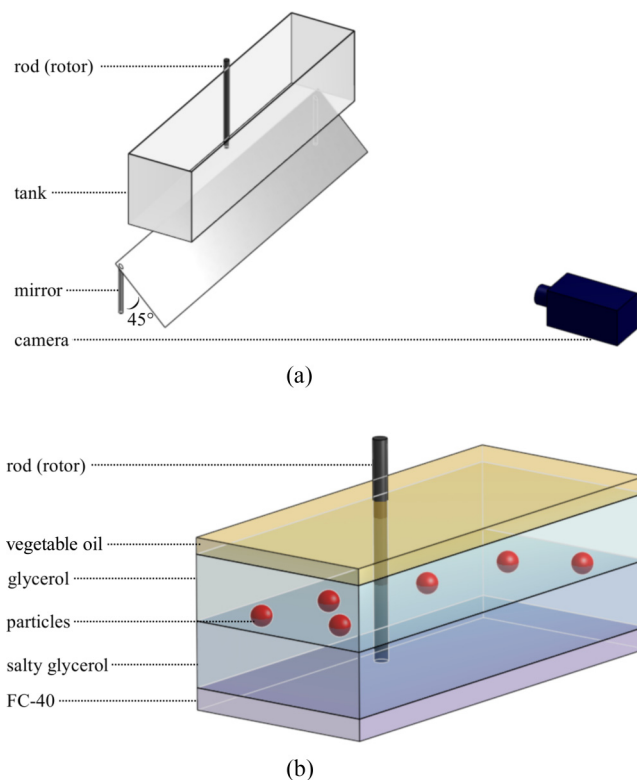 rod (rotor)
tank
mirror
45°
camera
(a)
rod (rotor)
vegetable oil
glycerol
particles
salty glycerol
FC-40
(b)